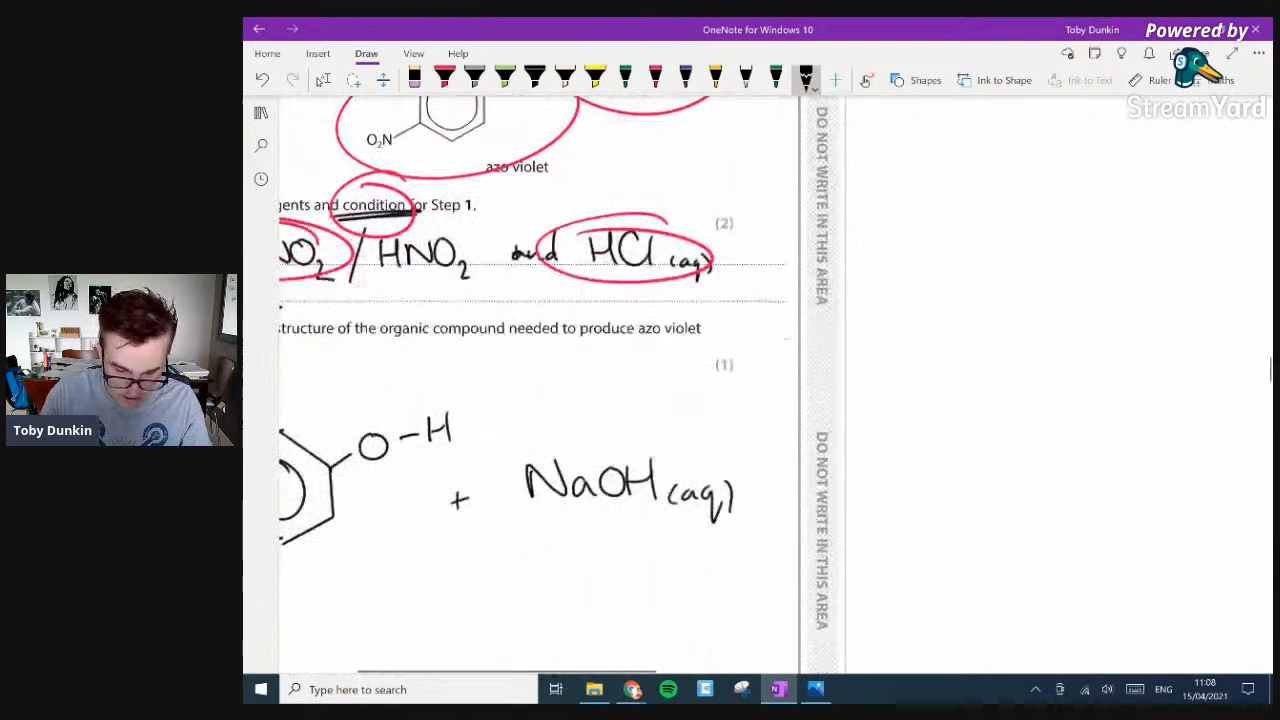 OneNote for Windows 10
Toby Dunkin
Powered by
StreamYard
Home Insert Draw View Help
Shapes Ink to Shape Ink to Text Ruler
O₂N
azo violet
gents and condition for Step 1.
(2)
NO₂ / HNO₂ and HCl (aq)
structure of the organic compound needed to produce azo violet
(1)
O-H
+ NaOH (aq)
DO NOT WRITE IN THIS AREA
DO NOT WRITE IN THIS AREA
Toby Dunkin
Type here to search
ENG
11:08
15/04/2021